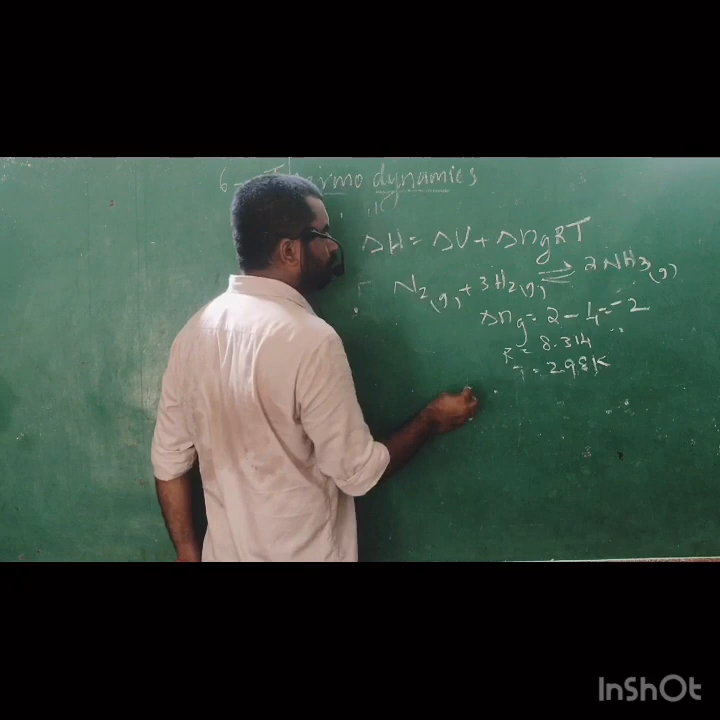 6 - Thermo dynamics
ΔH = ΔU + ΔngRT
N2(g) + 3H2(g) ⇌ 2NH3(g)
Δng = 2 - 4 = -2
R = 8.314
T = 298K
InShOt